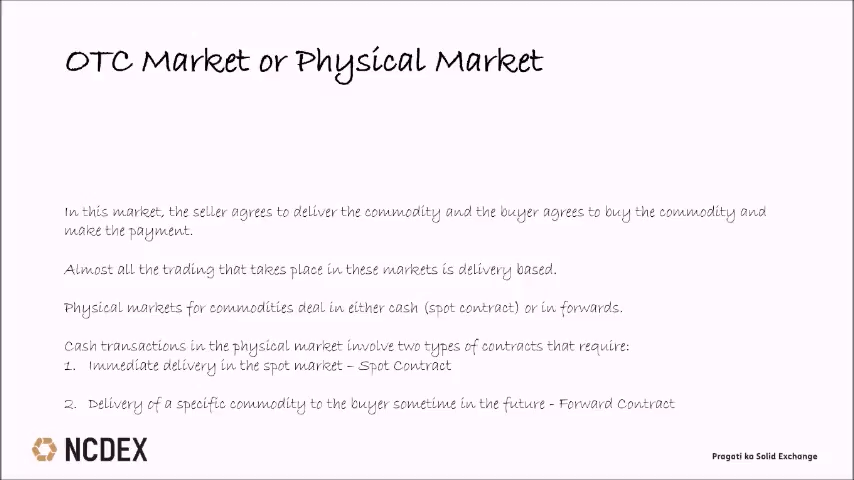 OTC Market or Physical Market
In this market, the seller agrees to deliver the commodity and the buyer agrees to buy the commodity and
make the payment.
Almost all the trading that takes place in these markets is delivery based.
Physical markets for commodities deal in either cash (spot contract) or in forwards.
Cash transactions in the physical market involve two types of contracts that require:
1. Immediate delivery in the spot market – Spot Contract
2. Delivery of a specific commodity to the buyer sometime in the future - Forward Contract
NCDEX
Pragati ka Solid Exchange